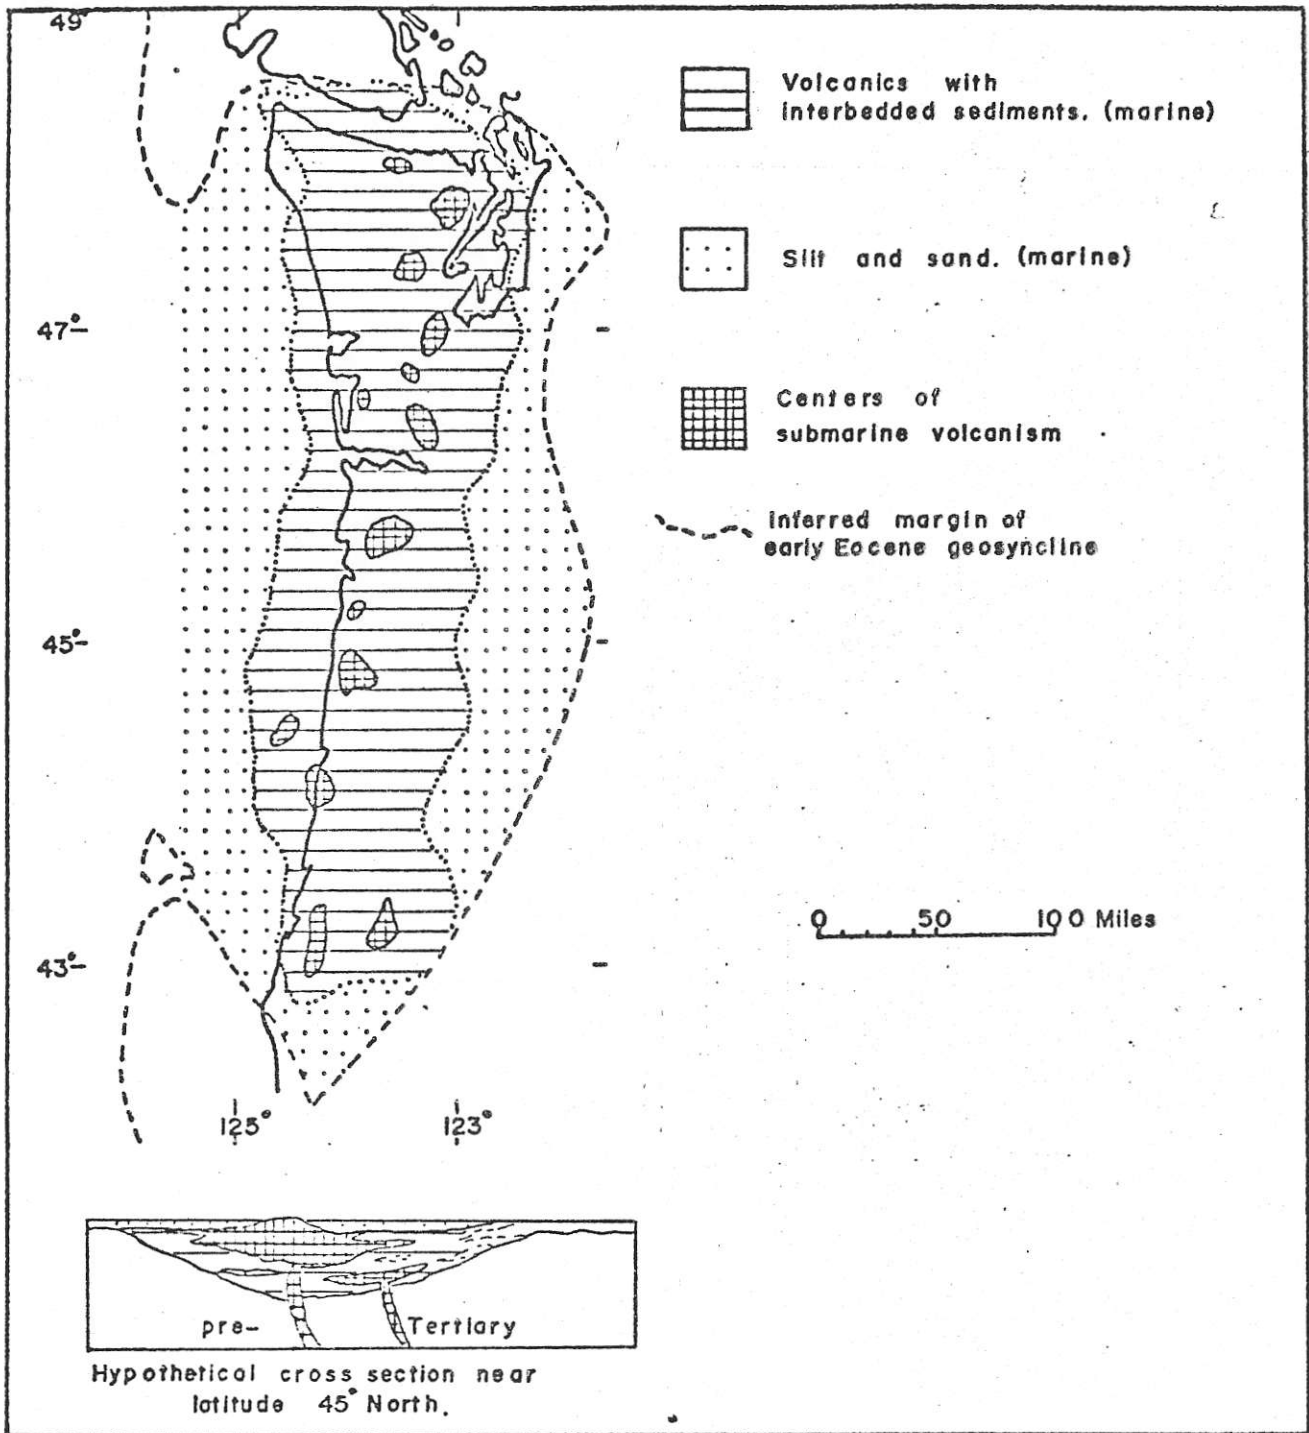 49
Volcanics with
interbedded sediments. (marine)
Silt and sand. (marine)
47°
Centers of
submarine volcanism
inferred margin of
early Eocene geosyncline
45°
0 50 100 Miles
43°
125° 123°
pre- Tertiary
Hypothetical cross section near
latitude 45° North.